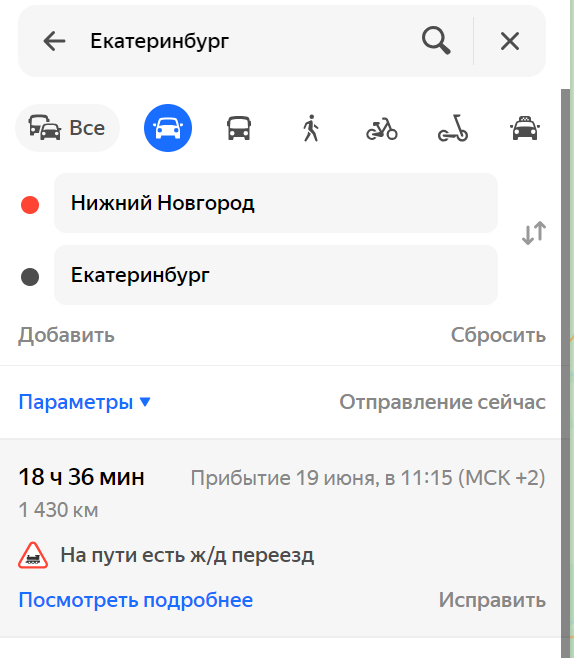 Екатеринбург
Все
Нижний Новгород
Екатеринбург
Добавить Сбросить
Параметры ▼ Отправление сейчас
18 ч 36 мин Прибытие 19 июня, в 11:15 (МСК +2)
1 430 км
На пути есть ж/д переезд
Посмотреть подробнее Исправить